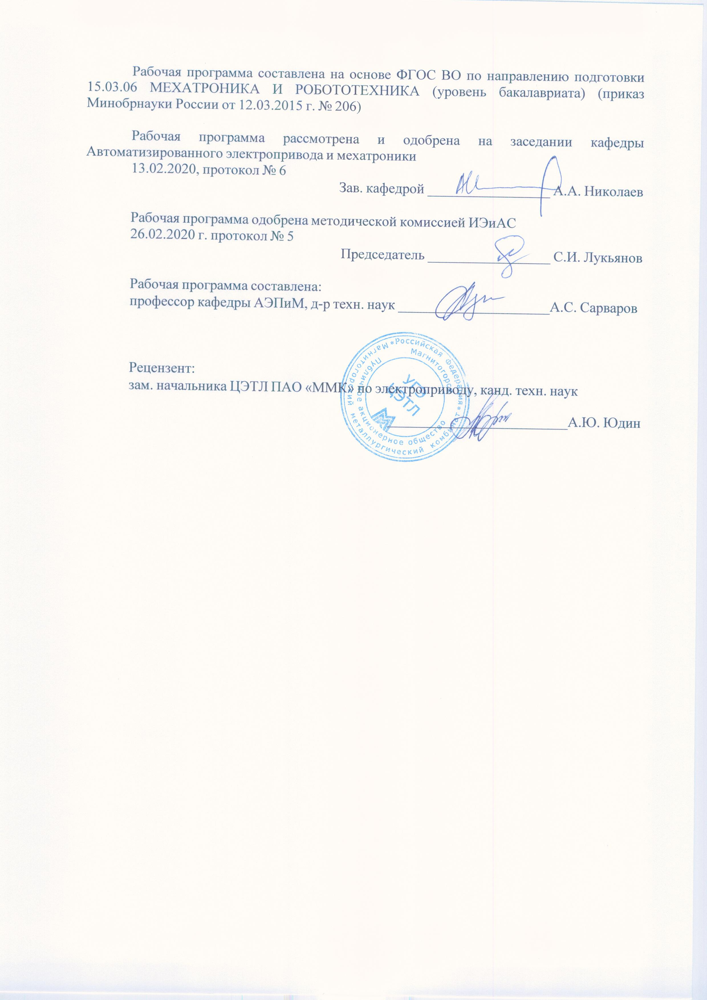 Рабочая программа составлена на основе ФГОС ВО по направлению подготовки
15.03.06 МЕХАТРОНИКА И РОБОТОТЕХНИКА (уровень бакалавриата) (приказ
Минобрнауки России от 12.03.2015 г. № 206)
Рабочая программа рассмотрена и одобрена на заседании кафедры
Автоматизированного электропривода и мехатроники
13.02.2020, протокол № 6
Зав. кафедрой ________________ А.А. Николаев
Рабочая программа одобрена методической комиссией ИЭиАС
26.02.2020 г. протокол № 5
Председатель ________________ С.И. Лукьянов
Рабочая программа составлена:
профессор кафедры АЭПиМ, д-р техн. наук ____________________А.С. Сарваров
Рецензент:
зам. начальника ЦЭТЛ ПАО «ММК» по электроприводу, канд. техн. наук
________________________А.Ю. Юдин
*Российская Федерация*
Магнитогорский металлургический комбинат
Магнитогорск
Публичное акционерное общество
УГЭ
ЦЭТЛ